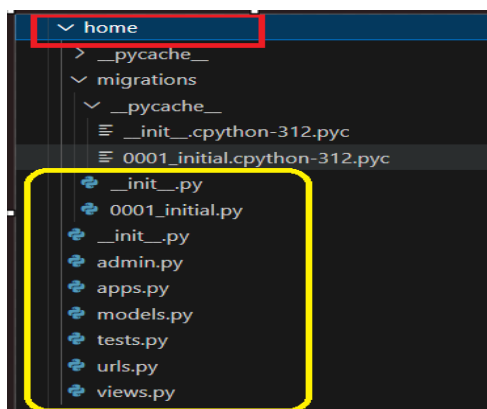 home
__pycache__
migrations
__pycache__
__init__.cpython-312.pyc
0001_initial.cpython-312.pyc
__init__.py
0001_initial.py
__init__.py
admin.py
apps.py
models.py
tests.py
urls.py
views.py